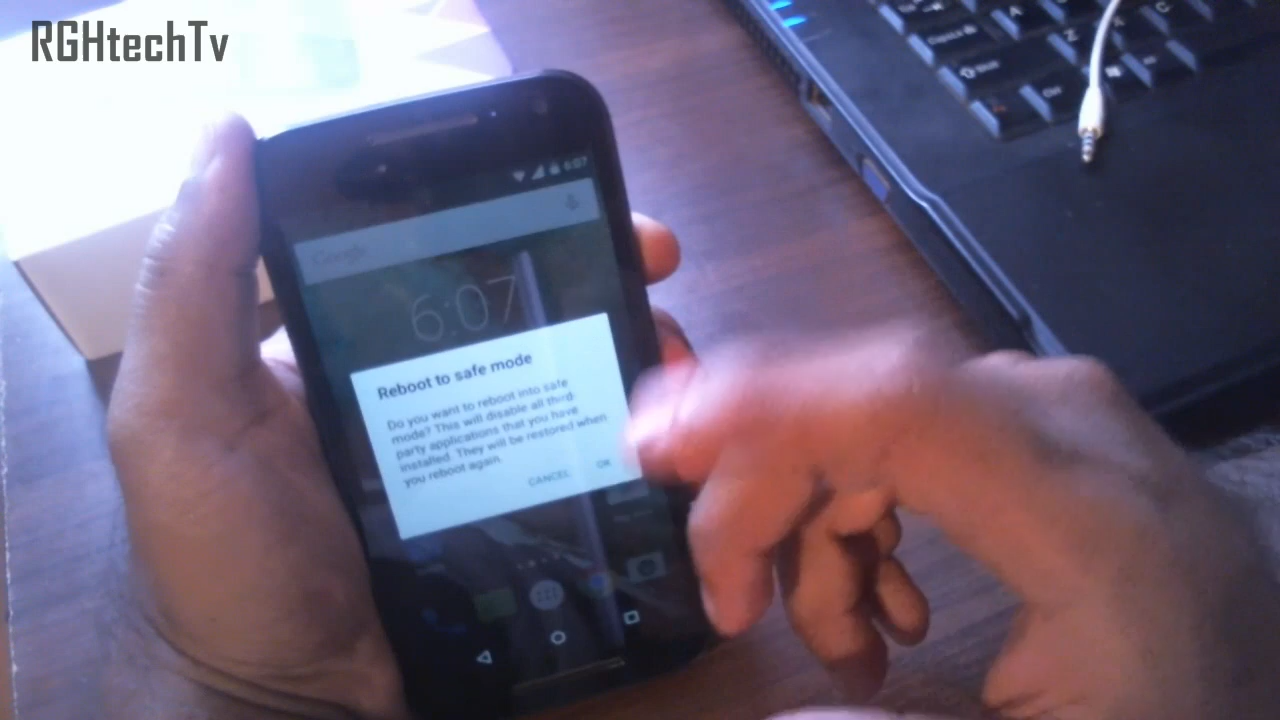 RGHtechTv
6:07
Google
6:07
Reboot to safe mode
Do you want to reboot into safe
mode? This will disable all third
party applications that you have
installed. They will be restored when
you reboot again.
CANCEL OK
A
Z
C
Ctrl